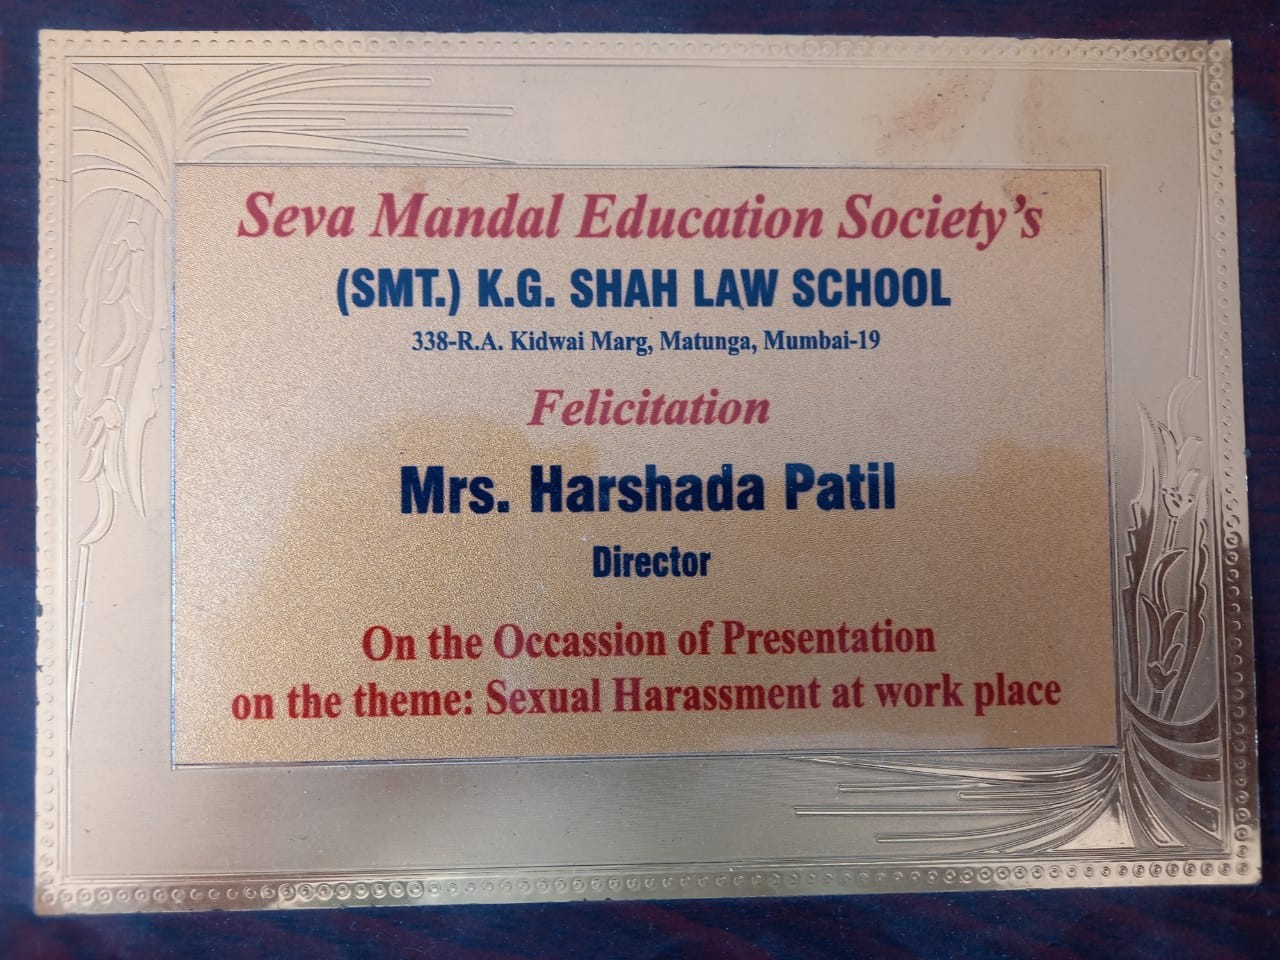 Seva Mandal Education Society's
(SMT.) K.G. SHAH LAW SCHOOL
338-R.A. Kidwai Marg, Matunga, Mumbai-19
Felicitation
Mrs. Harshada Patil
Director
On the Occassion of Presentation
on the theme: Sexual Harassment at work place